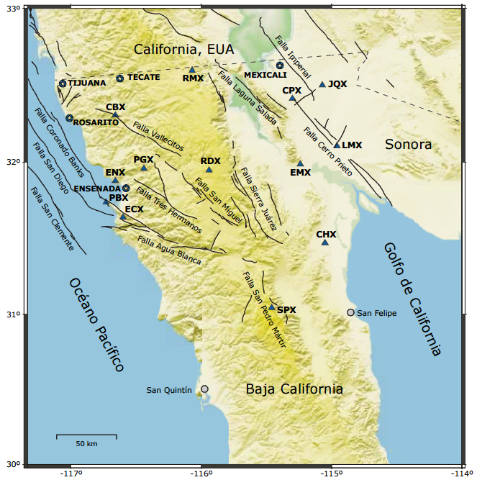 33°
California, EUA
Falla Imperial
TECATE
TIJUANA
RMX
MEXICALI
JQX
CPX
Falla Laguna Salada
CBX
ROSARITO
Falla Vallecitos
Falla Coronado Banks
Falla Cerro Prieto
LMX
Sonora
32°
PGX
RDX
EMX
Falla San Diego
ENX
ENSENADA
PBX
ECX
Falla Tres Hermanos
Falla San Miguel
Falla Sierra Juárez
Falla San Clemente
CHX
Falla Agua Blanca
Golfo de California
Océano Pacífico
Falla San Pedro Mártir
31°
SPX
San Felipe
San Quintín
Baja California
50 km
30°
-117°
-116°
-115°
-114°